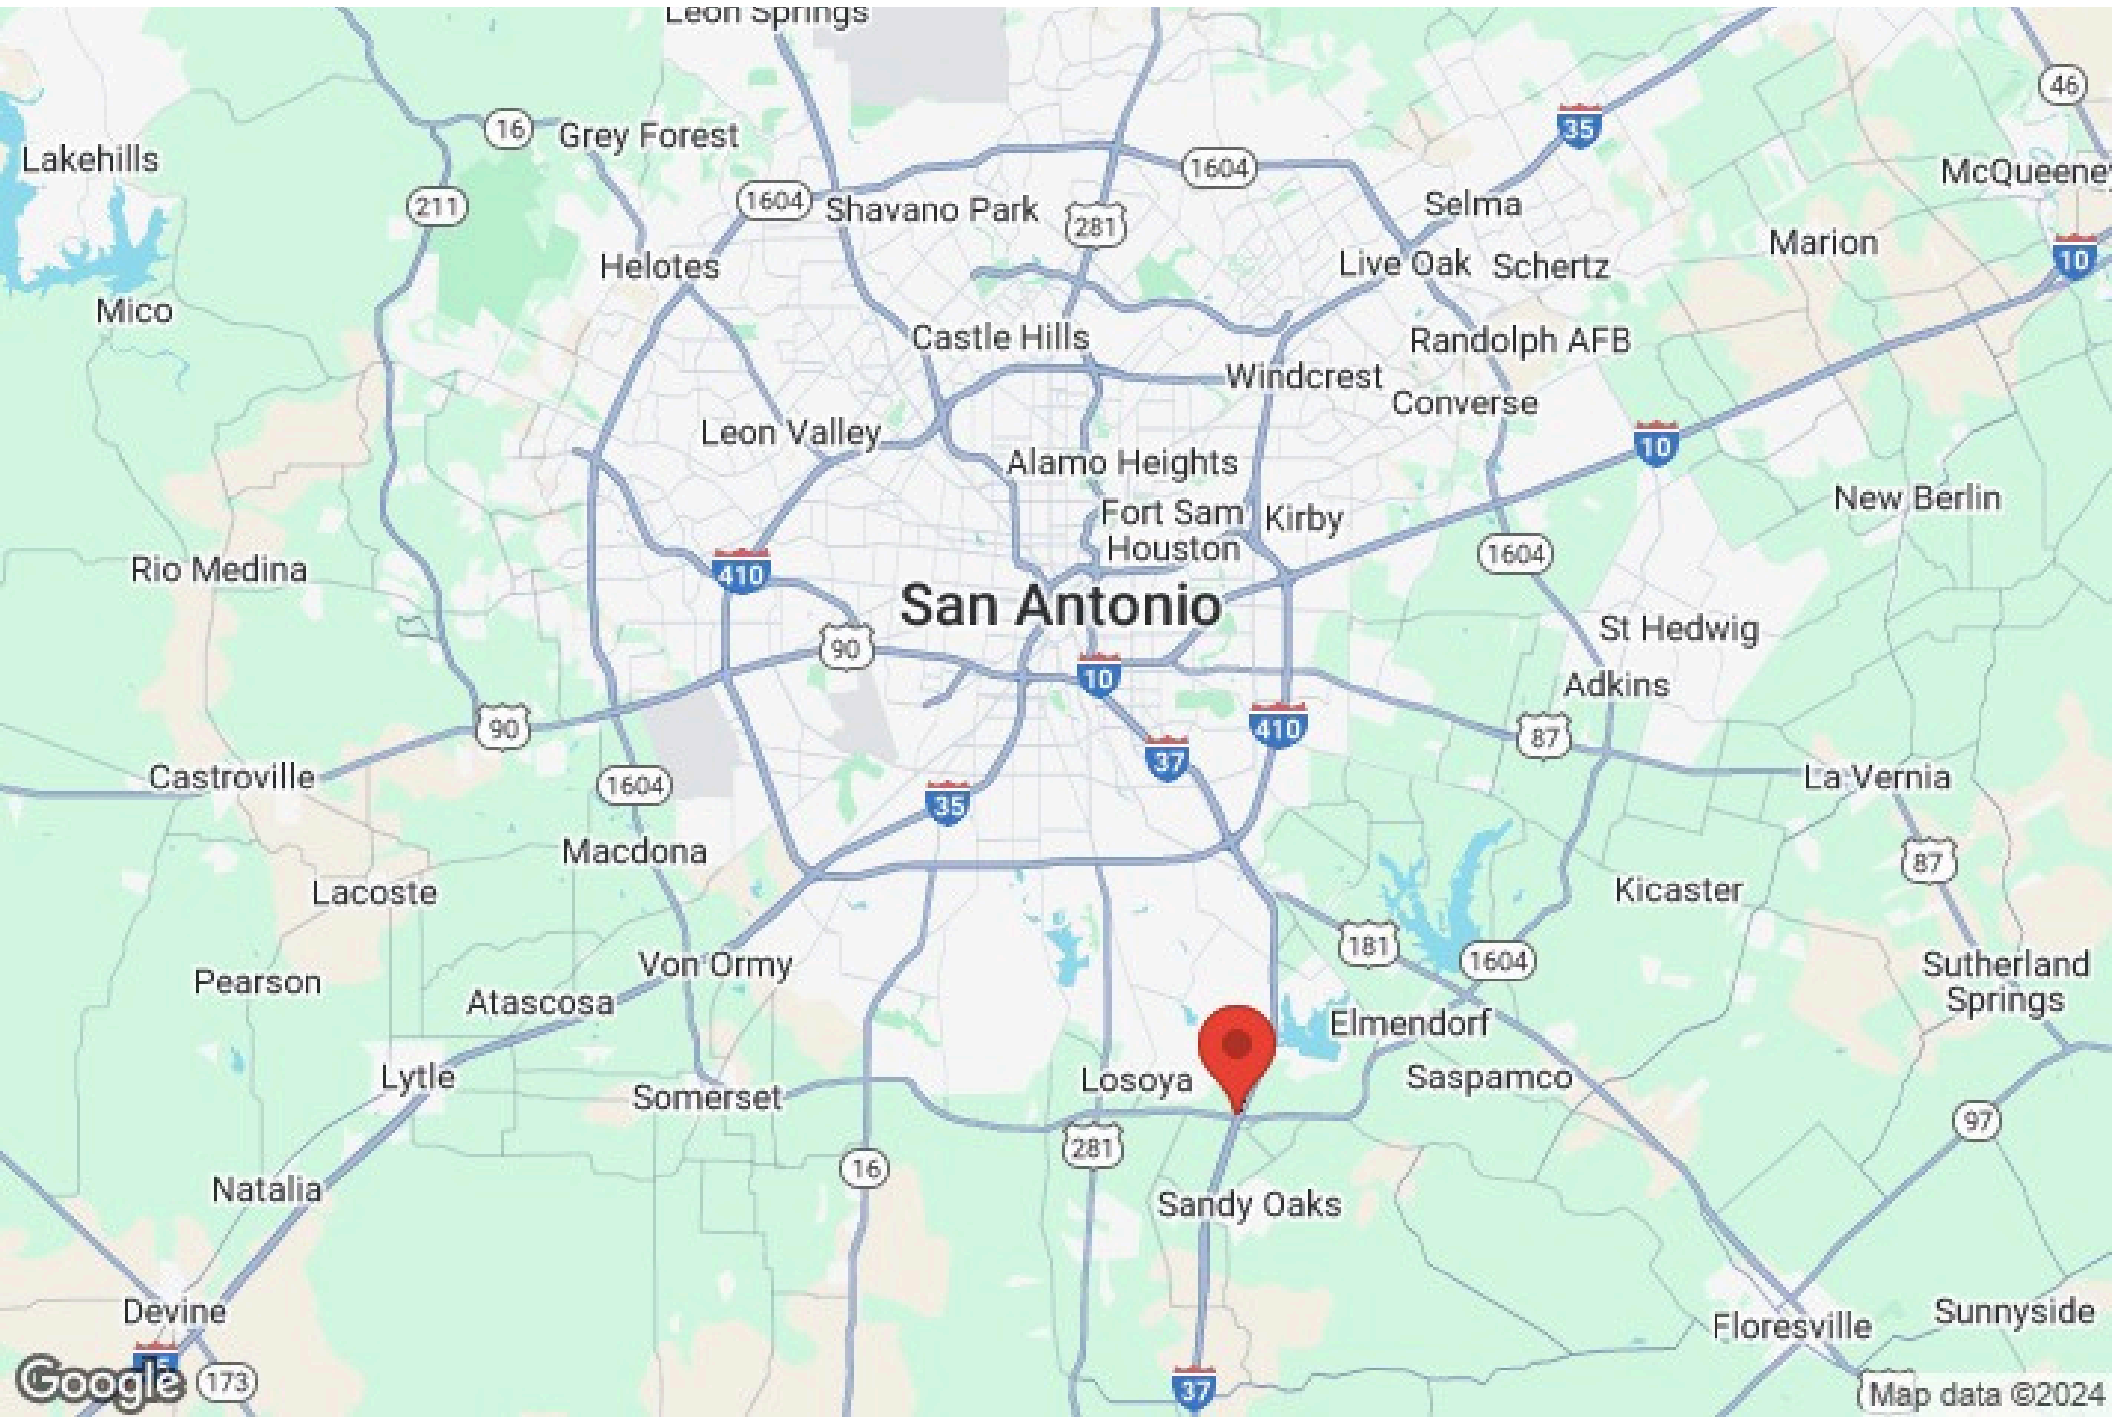 Leon Springs
46
35
16
Grey Forest
Lakehills
1604
McQueeney
1604
211
Shavano Park
Selma
281
Marion
Helotes
Live Oak
Schertz
10
Mico
Castle Hills
Randolph AFB
Windcrest
Converse
Leon Valley
10
Alamo Heights
New Berlin
Fort Sam
Houston
Kirby
1604
Rio Medina
410
San Antonio
St Hedwig
90
10
Adkins
90
410
87
37
Castroville
1604
La Vernia
35
Macdona
87
Lacoste
Kicaster
181
1604
Von Ormy
Sutherland
Springs
Pearson
Atascosa
Elmendorf
Lytle
Losoya
Saspamco
Somerset
97
281
16
Natalia
Sandy Oaks
Devine
Floresville
Sunnyside
Google
173
37
Map data ©2024